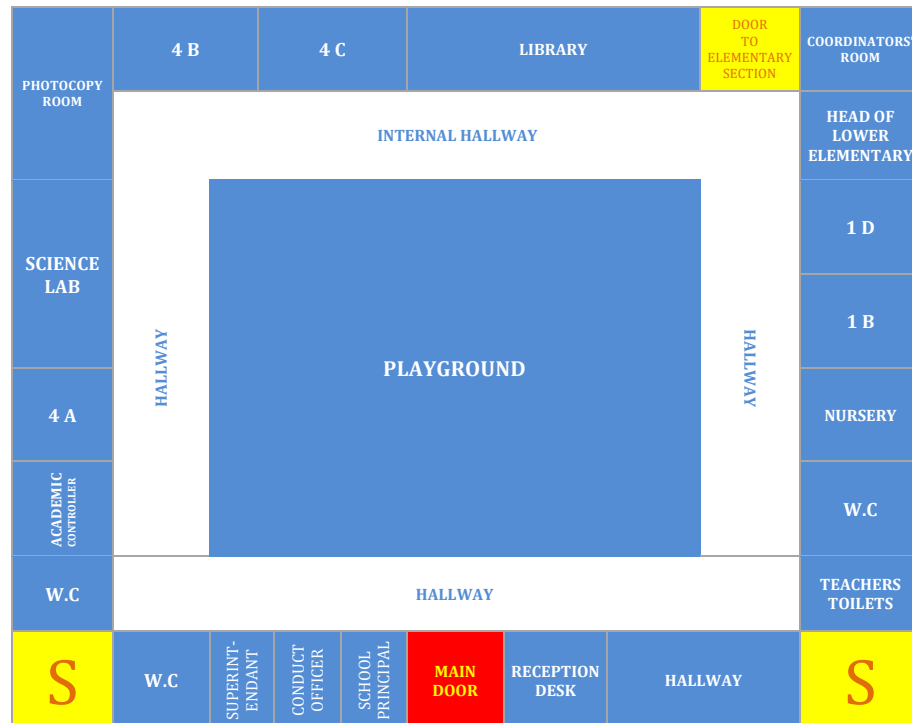 PHOTOCOPY
ROOM
4 B
4 C
LIBRARY
DOOR
TO
ELEMENTARY
SECTION
COORDINATORS'
ROOM
INTERNAL HALLWAY
HEAD OF
LOWER
ELEMENTARY
SCIENCE
LAB
HALLWAY
PLAYGROUND
HALLWAY
1 D
1 B
4 A
NURSERY
ACADEMIC
CONTROLLER
W.C
W.C
HALLWAY
TEACHERS
TOILETS
S
W.C
SUPERINT-
ENDANT
CONDUCT
OFFICER
SCHOOL
PRINCIPAL
MAIN
DOOR
RECEPTION
DESK
HALLWAY
S